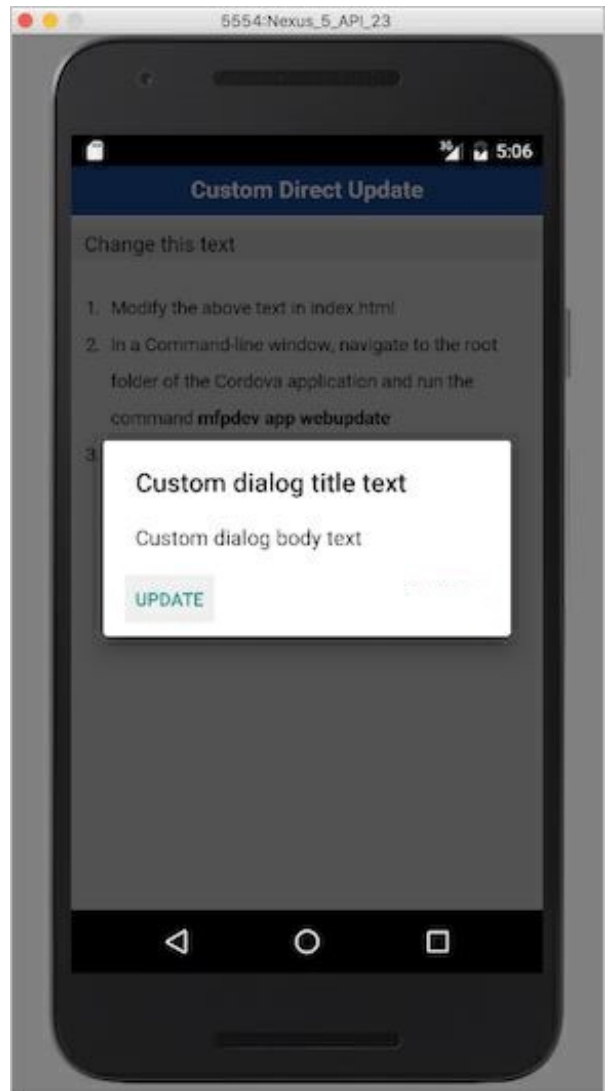 5554:Nexus_5_API_23
3G 5:06
Custom Direct Update
Change this text
1. Modify the above text in index.html
2. In a Command-line window, navigate to the root
folder of the Cordova application and run the
command mfpdev app webupdate
3.
Custom dialog title text
Custom dialog body text
UPDATE